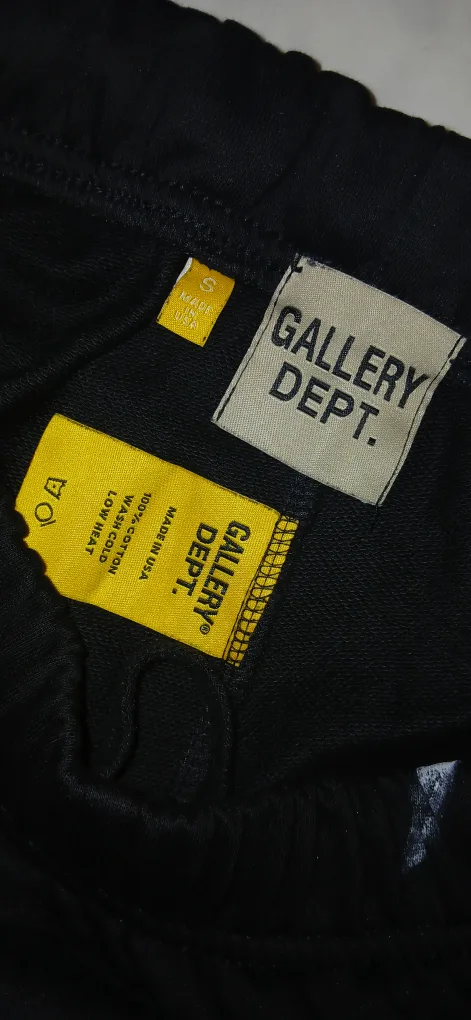 S
MADE
IN
USA
GALLERY
DEPT.
GALLERY
DEPT.®
MADE IN USA
100% COTTON
WASH COLD
LOW HEAT